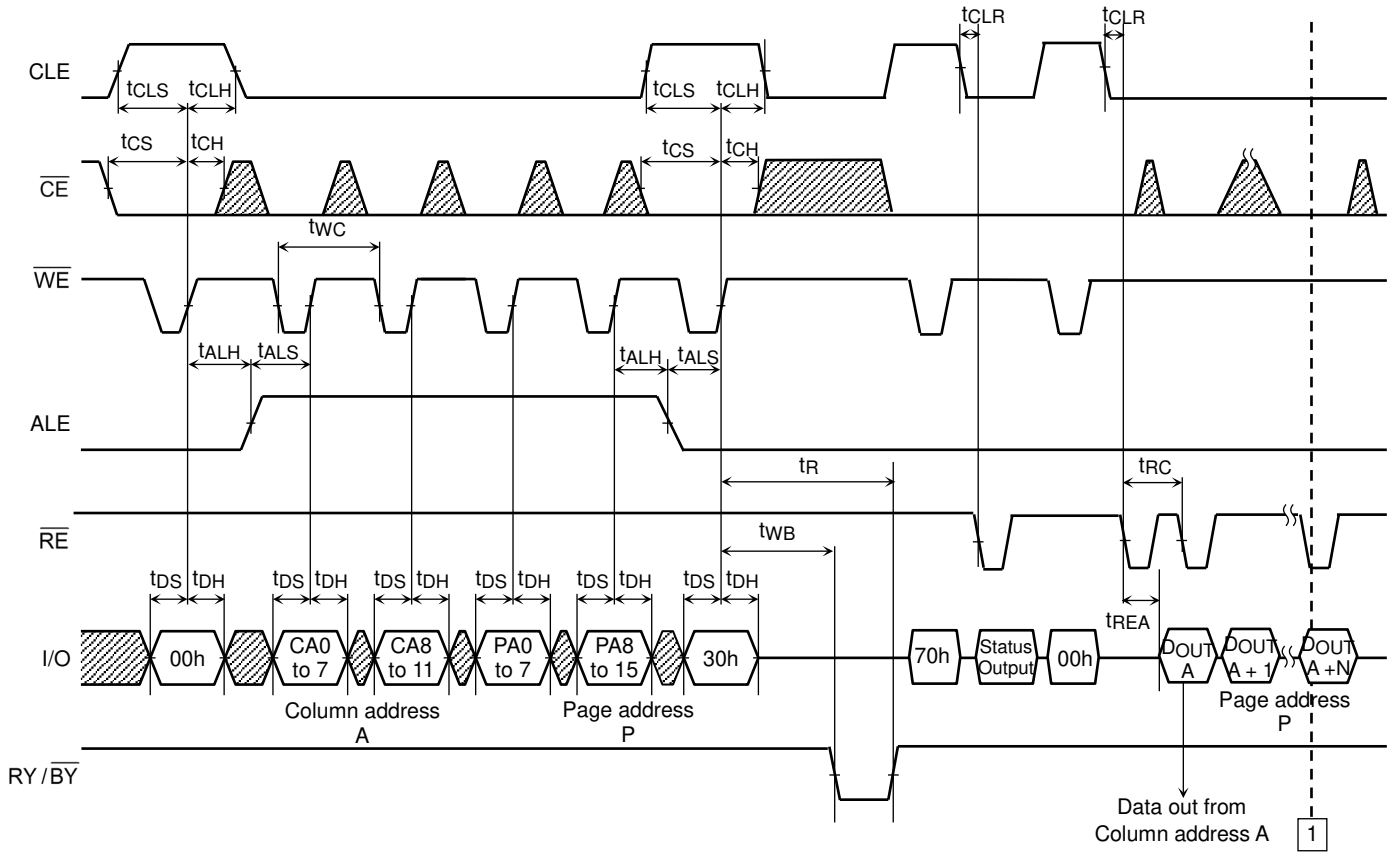 tCLR
tCLR
CLE
tCLS
tCLH
tCLS
tCLH
tCS
tCH
tCS
tCH
CE
tWC
WE
tALH
tALS
tALH
tALS
ALE
tR
tRC
RE
tWB
tDS
tDH
tDS
tDH
tDS
tDH
tDS
tDH
tDS
tDH
tDS
tDH
tREA
I/O
00h
CA0
to 7
CA8
to 11
PA0
to 7
PA8
to 15
30h
70h
Status
Output
00h
DOUT
A
DOUT
A + 1
DOUT
A +N
Column address
A
Page address
P
Page address
P
RY / BY
Data out from
Column address A
1